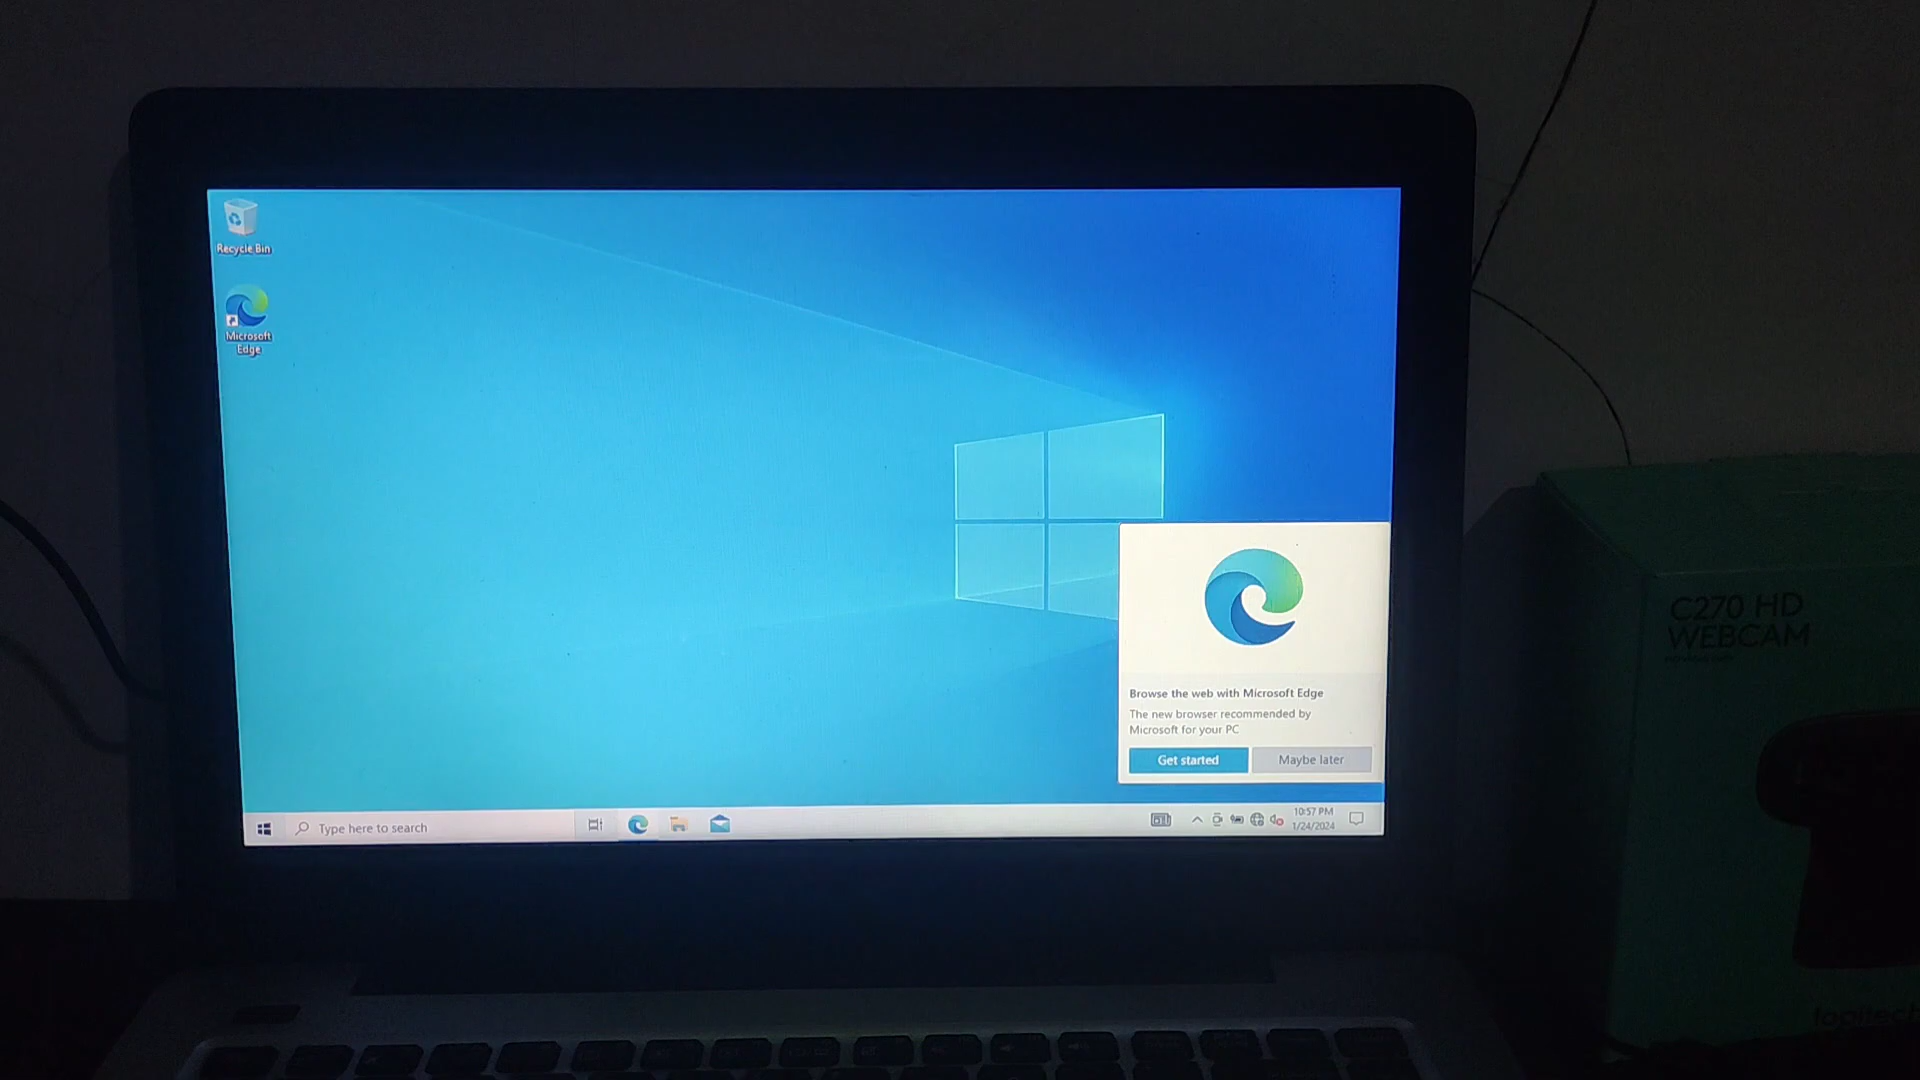 Recycle Bin
Microsoft
Edge
C270 HD
WEBCAM
Browse the web with Microsoft Edge
The new browser recommended by
Microsoft for your PC
Get started
Maybe later
Type here to search
10:57 PM
1/24/2024
logitech